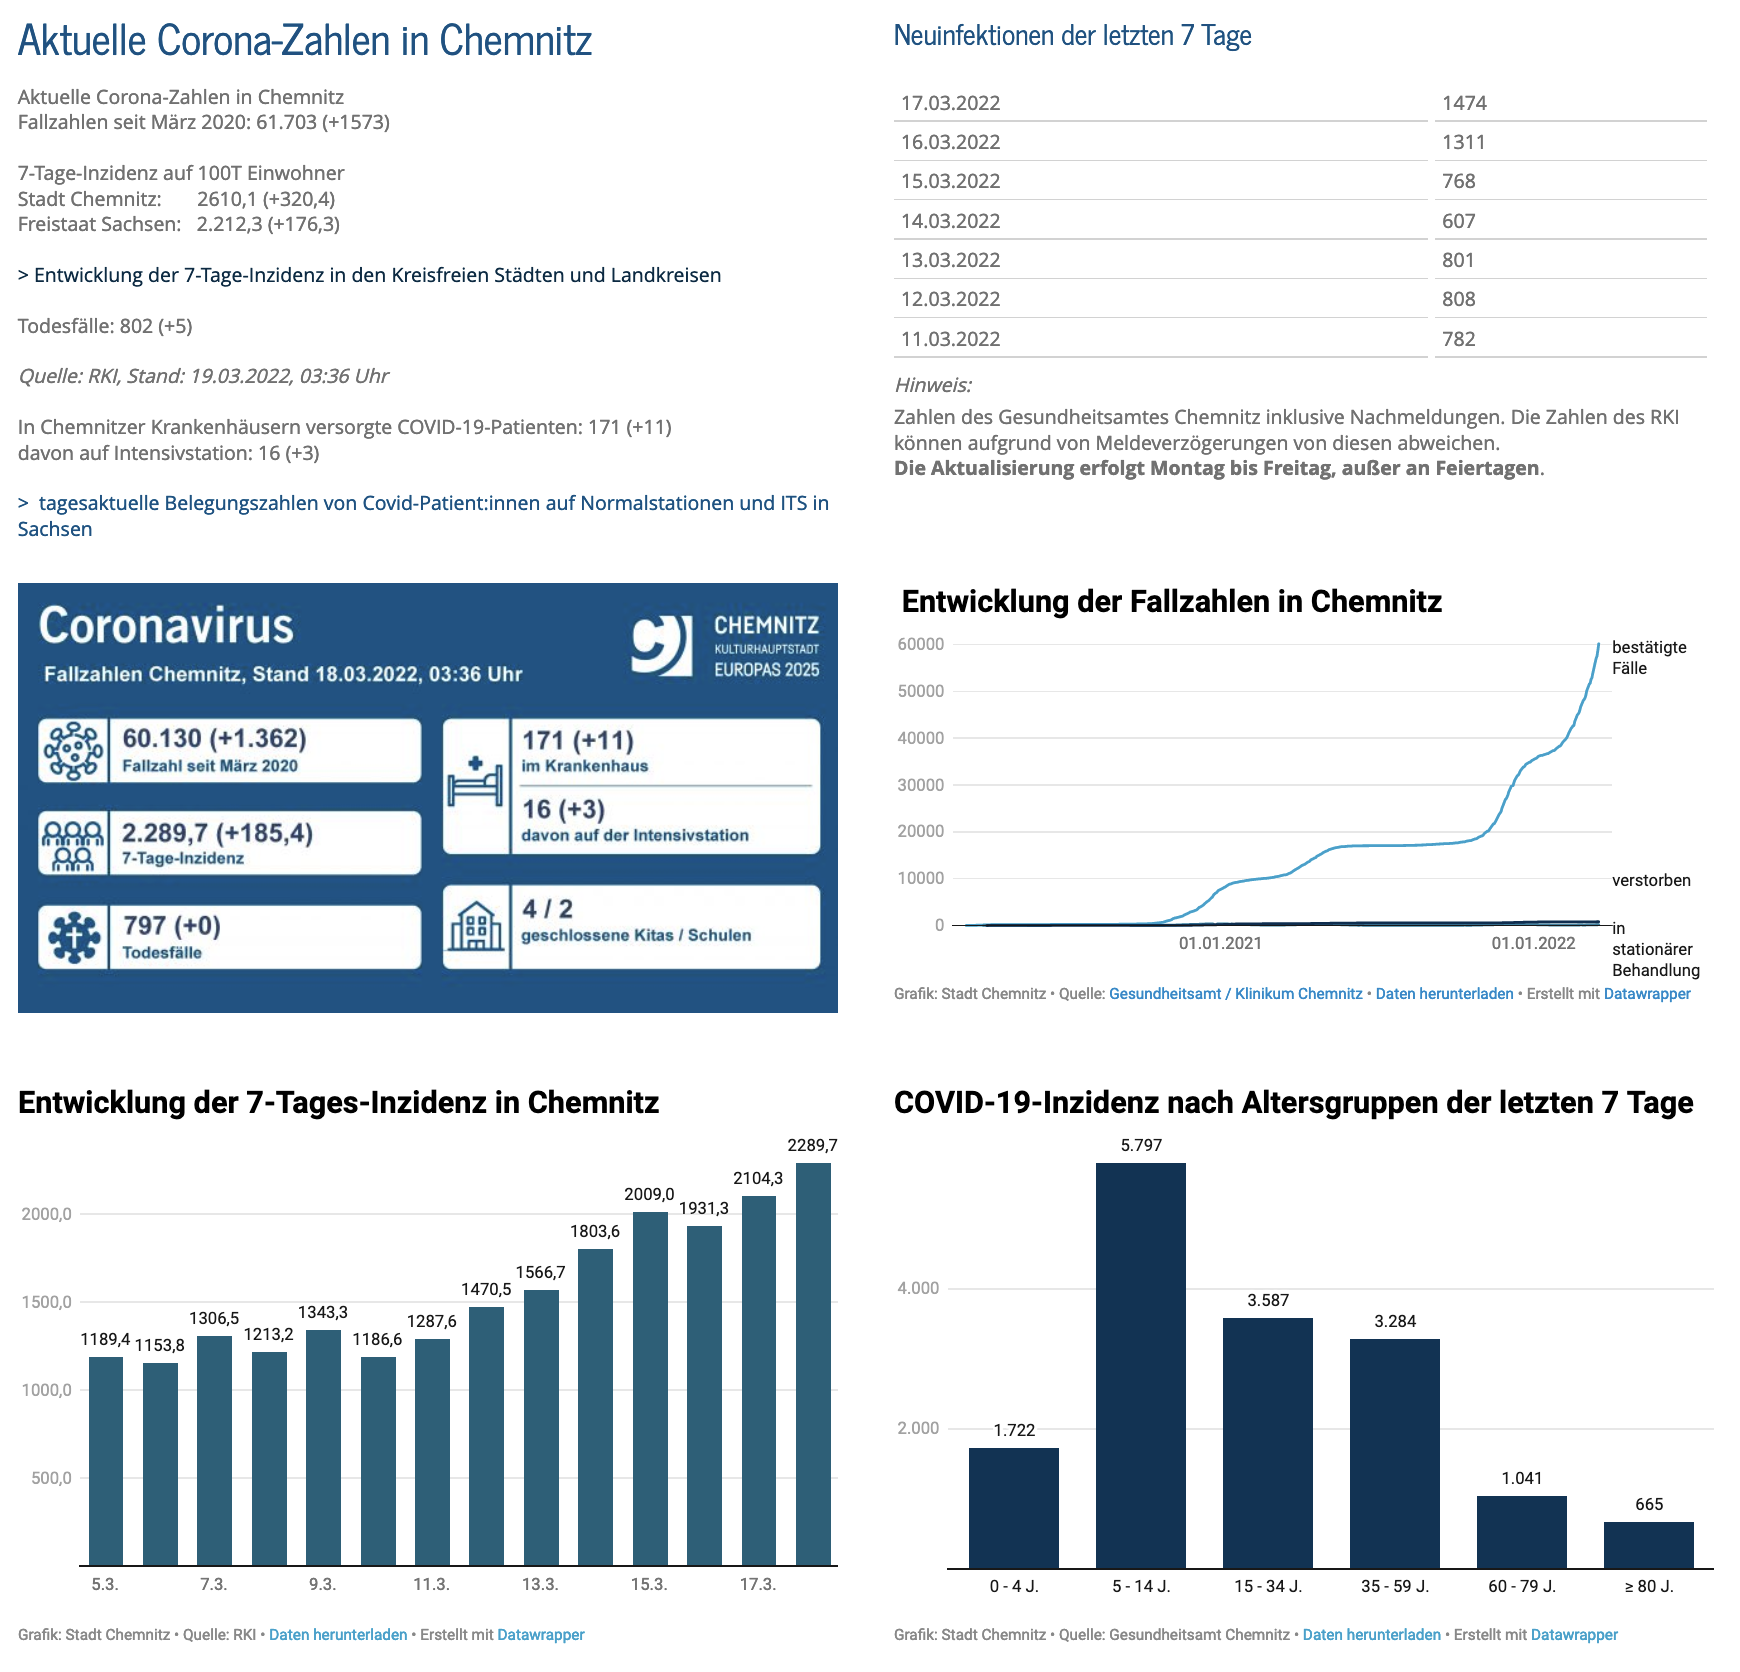 Aktuelle Corona-Zahlen in Chemnitz
Aktuelle Corona-Zahlen in Chemnitz
Fallzahlen seit März 2020: 61.703 (+1573)
7-Tage-Inzidenz auf 100T Einwohner
Stadt Chemnitz: 2610,1 (+320,4)
Freistaat Sachsen: 2.212,3 (+176,3)
> Entwicklung der 7-Tage-Inzidenz in den Kreisfreien Städten und Landkreisen
Todesfälle: 802 (+5)
Quelle: RKI, Stand: 19.03.2022, 03:36 Uhr
In Chemnitzer Krankenhäusern versorgte COVID-19-Patienten: 171 (+11)
davon auf Intensivstation: 16 (+3)
> tagesaktuelle Belegungszahlen von Covid-Patient:innen auf Normalstationen und ITS in
Sachsen
Neuinfektionen der letzten 7 Tage
17.03.2022 1474
16.03.2022 1311
15.03.2022 768
14.03.2022 607
13.03.2022 801
12.03.2022 808
11.03.2022 782
Hinweis:
Zahlen des Gesundheitsamtes Chemnitz inklusive Nachmeldungen. Die Zahlen des RKI
können aufgrund von Meldeverzögerungen von diesen abweichen.
Die Aktualisierung erfolgt Montag bis Freitag, außer an Feiertagen.
Coronavirus
Fallzahlen Chemnitz, Stand 18.03.2022, 03:36 Uhr
CHEMNITZ
KULTURHAUPTSTADT
EUROPAS 2025
60.130 (+1.362)
Fallzahl seit März 2020
2.289,7 (+185,4)
7-Tage-Inzidenz
797 (+0)
Todesfälle
171 (+11)
im Krankenhaus
16 (+3)
davon auf der Intensivstation
4 / 2
geschlossene Kitas / Schulen
Entwicklung der Fallzahlen in Chemnitz
60000
50000
40000
30000
20000
10000
0
bestätigte
Fälle
verstorben
in
stationärer
Behandlung
01.01.2021 01.01.2022
Grafik: Stadt Chemnitz • Quelle: Gesundheitsamt / Klinikum Chemnitz • Daten herunterladen • Erstellt mit Datawrapper
Entwicklung der 7-Tages-Inzidenz in Chemnitz
2000,0
1500,0
1000,0
500,0
1189,4 1153,8 1306,5 1213,2 1343,3 1186,6 1287,6 1470,5 1566,7 1803,6 2009,0 1931,3 2104,3 2289,7
5.3. 7.3. 9.3. 11.3. 13.3. 15.3. 17.3.
Grafik: Stadt Chemnitz • Quelle: RKI • Daten herunterladen • Erstellt mit Datawrapper
COVID-19-Inzidenz nach Altersgruppen der letzten 7 Tage
4.000
2.000
1.722 5.797 3.587 3.284 1.041 665
0 - 4 J. 5 - 14 J. 15 - 34 J. 35 - 59 J. 60 - 79 J. ≥ 80 J.
Grafik: Stadt Chemnitz • Quelle: Gesundheitsamt Chemnitz • Daten herunterladen • Erstellt mit Datawrapper